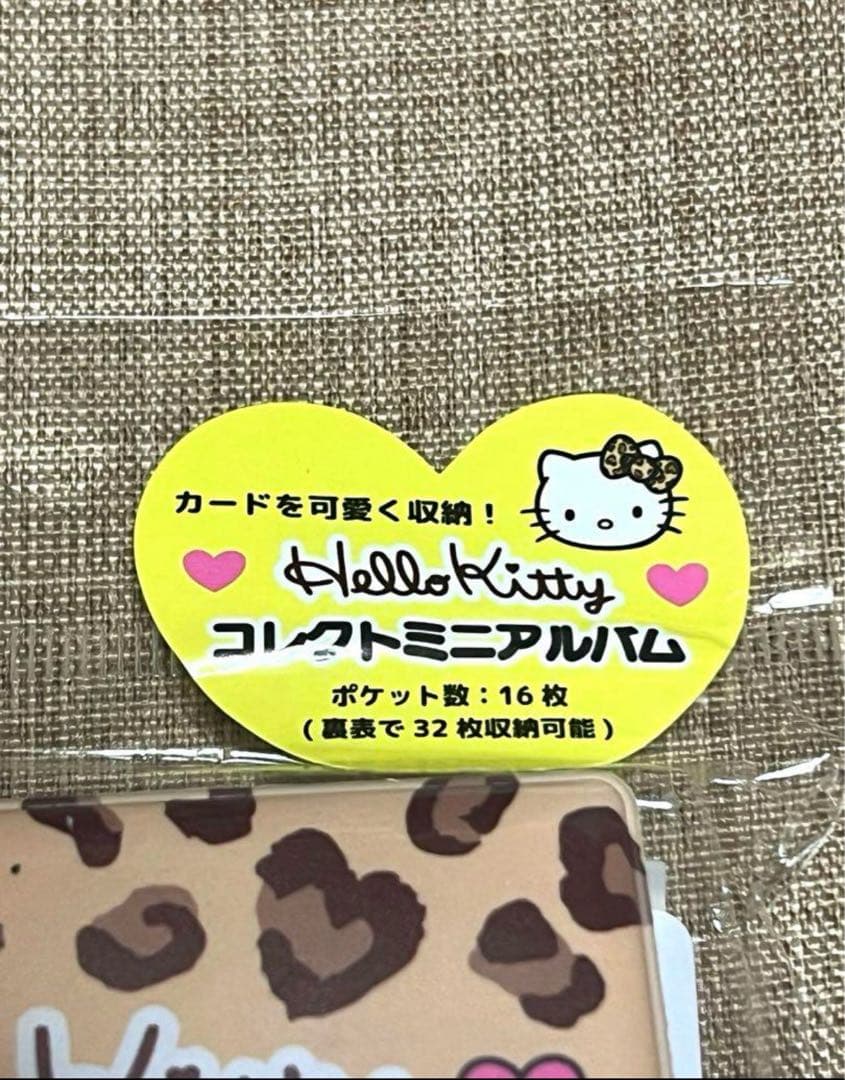 カードを可愛く収納！
Hello Kitty
コレクトミニアルバム
ポケット数：16枚
(裏表で32枚収納可能)